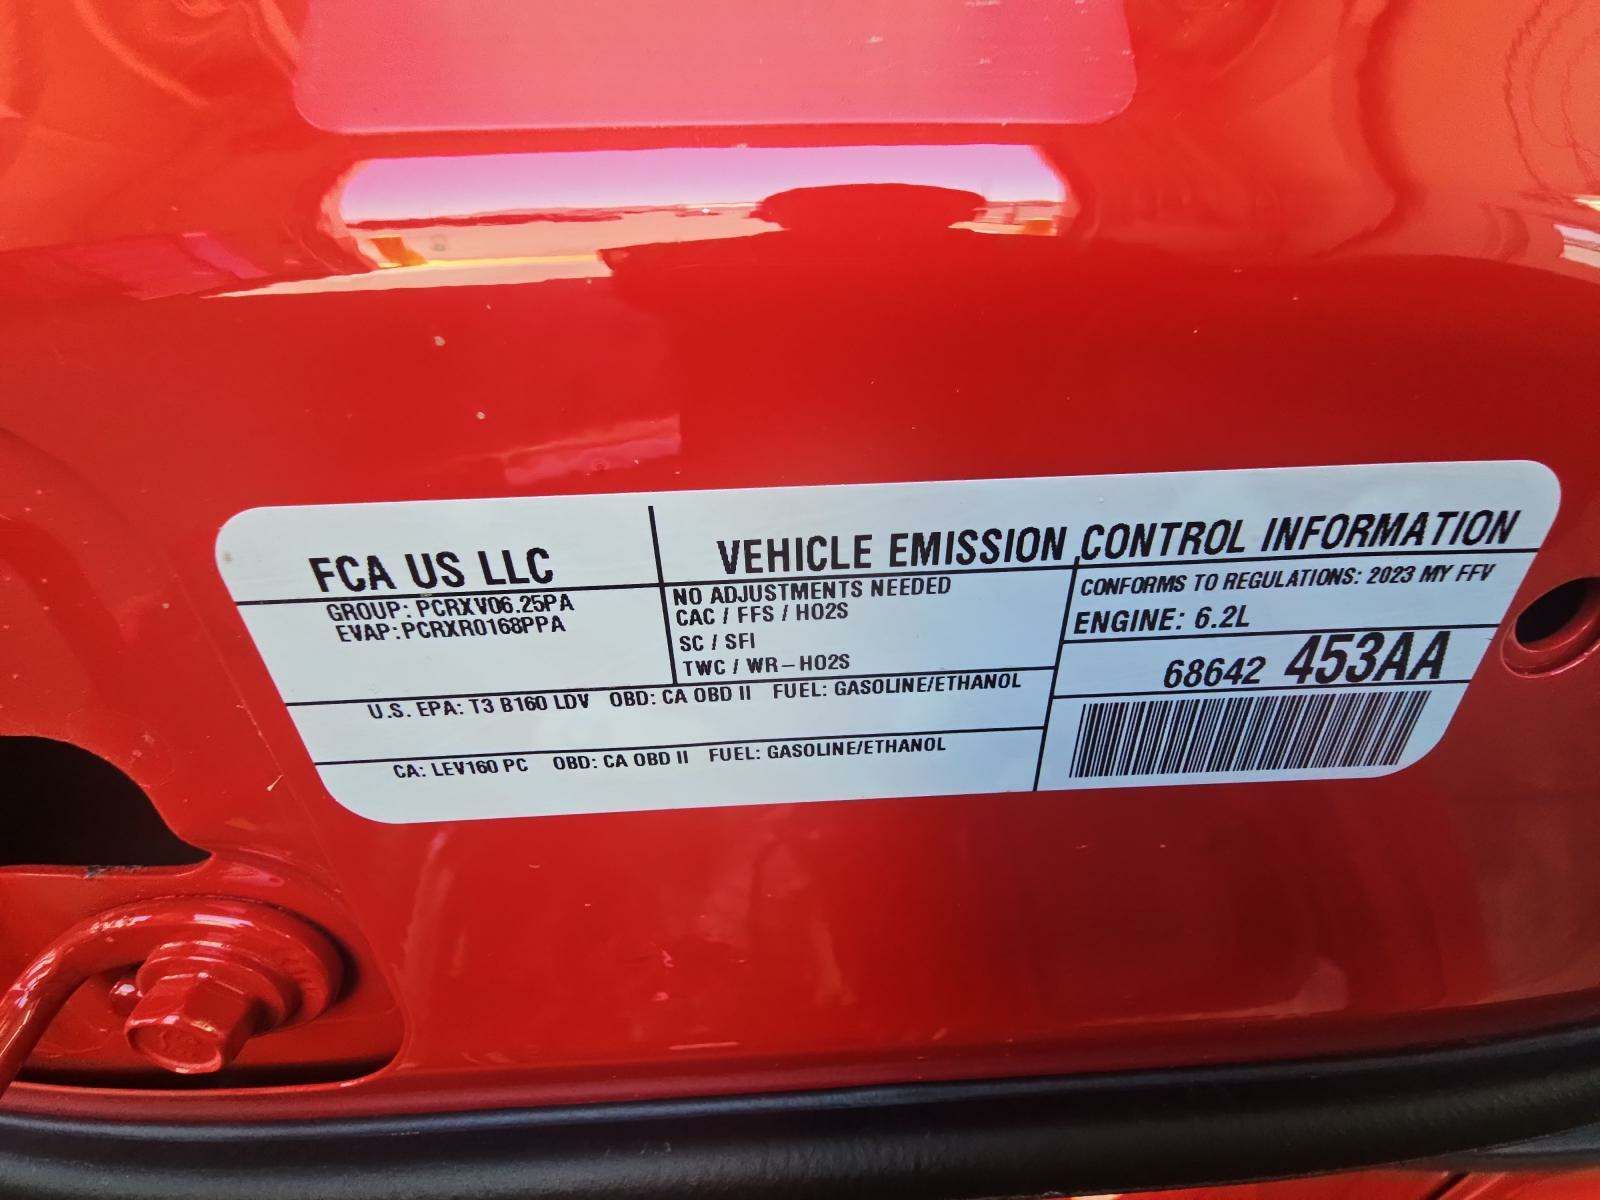 FCA US LLC
VEHICLE EMISSION CONTROL INFORMATION
GROUP: PCRXV06.25PA
EVAP:PCRXR0168PPA
NO ADJUSTMENTS NEEDED
CAC / FFS / HO2S
SC / SFI
TWC / WR-HO2S
CONFORMS TO REGULATIONS: 2023 MY FFV
ENGINE: 6.2L
68642 453AA
U.S. EPA: T3 B160 LDV OBD: CA OBD II FUEL: GASOLINE/ETHANOL
CA: LEV160 PC OBD: CA OBD II FUEL: GASOLINE/ETHANOL